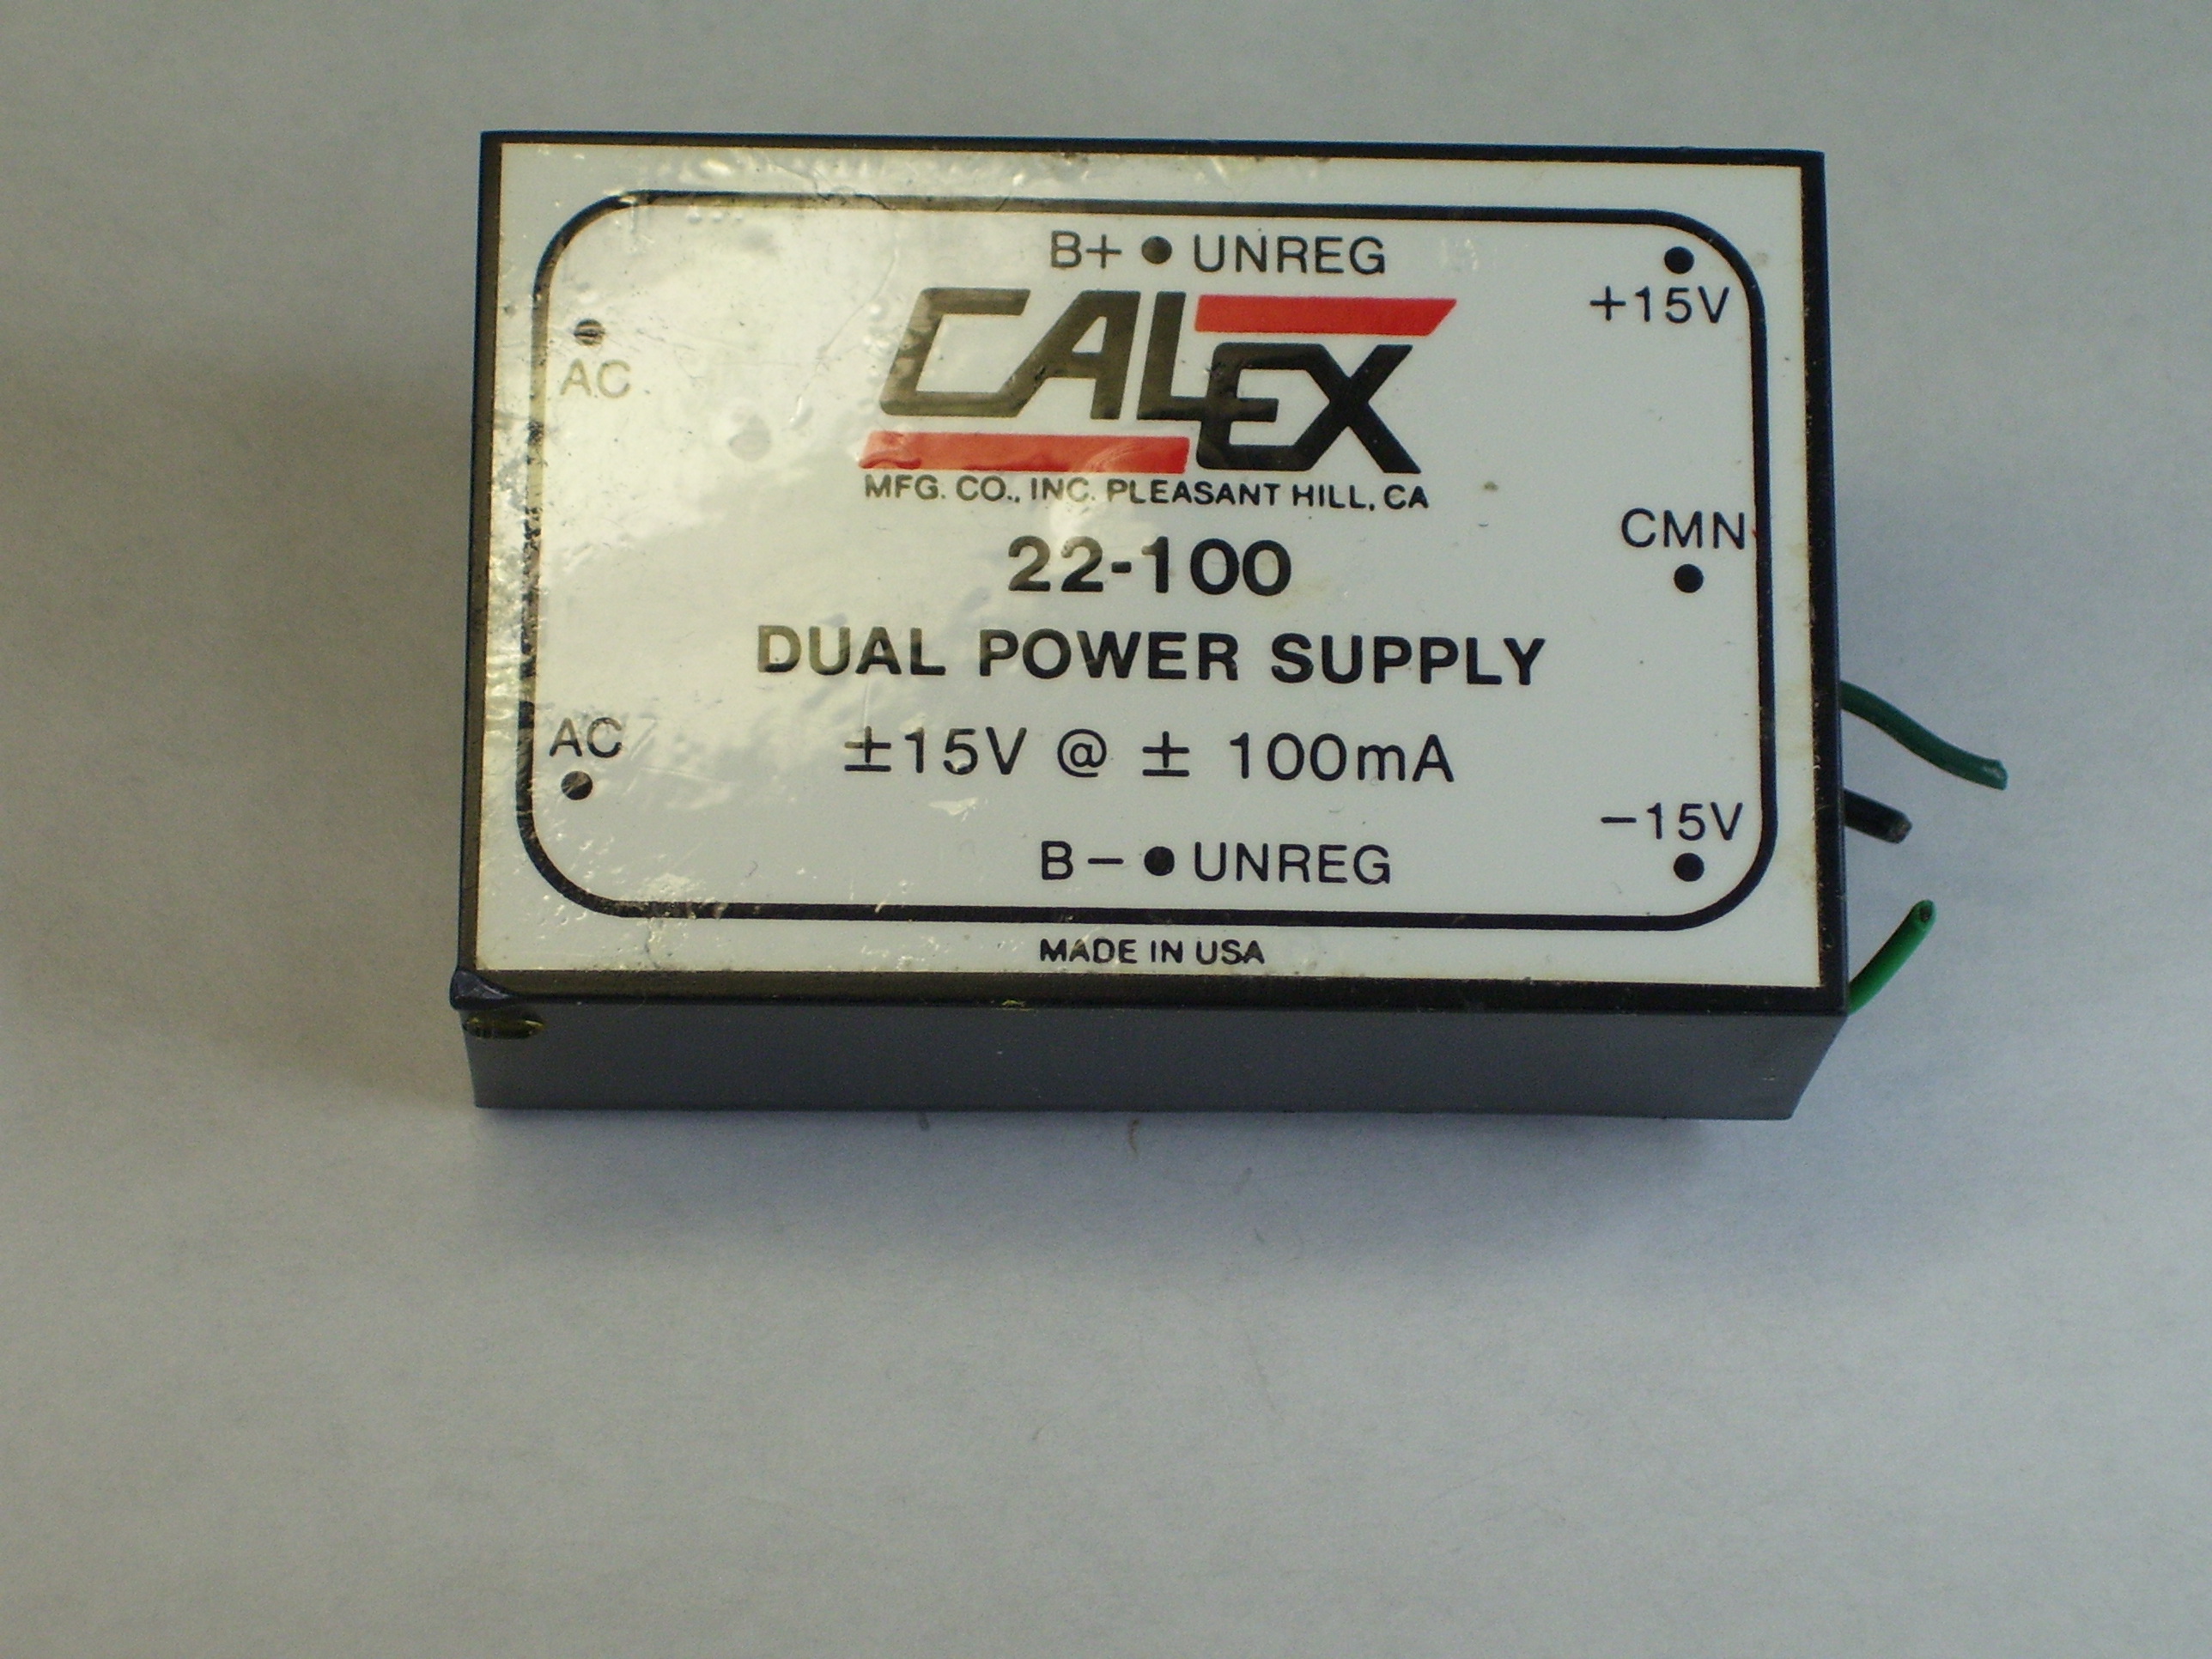 B+ ● UNREG
+15V
AC
CALEX
MFG. CO., INC. PLEASANT HILL, CA
CMN
22-100
DUAL POWER SUPPLY
AC
±15V @ ± 100mA
-15V
B- ● UNREG
MADE IN USA